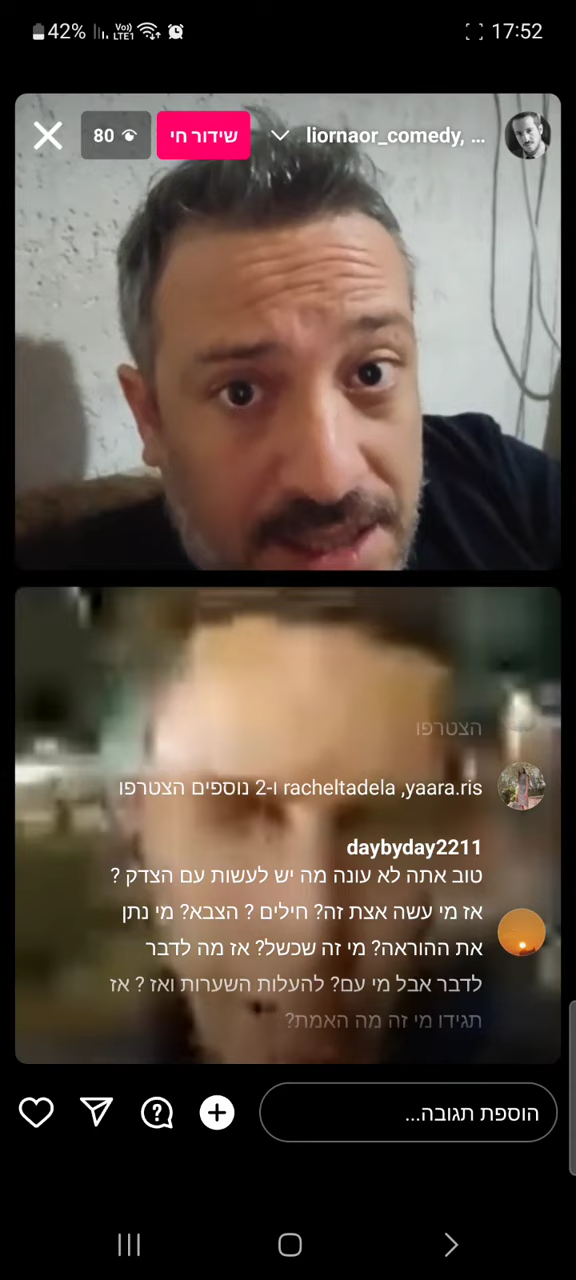 42%
Vo)) LTE1
17:52
liornaor_comedy, ...
שידור חי
80
הצטרפו
racheltadela ,yaara.ris ו-2 נוספים הצטרפו
daybyday2211
טוב אתה לא עונה מה יש לעשות עם הצדק ?
אז מי עשה אצת זה? חילים ? הצבא? מי נתן
את ההוראה? מי זה שכשל? אז מה לדבר
לדבר אבל מי עם? להעלות השערות ואז ? אז
תגידו מי זה מה האמת?
הוספת תגובה...